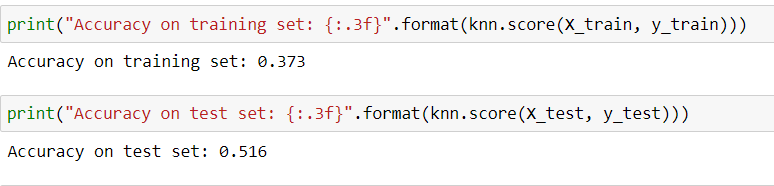 print("Accuracy on training set: {:.3f}".format(knn.score(X_train, y_train)))
Accuracy on training set: 0.373
print("Accuracy on test set: {:.3f}".format(knn.score(X_test, y_test)))
Accuracy on test set: 0.516